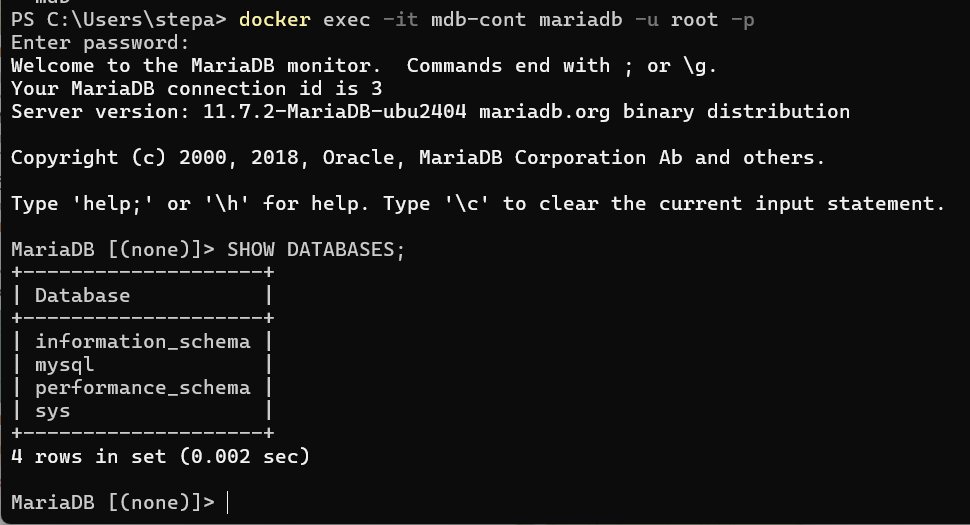 PS C:\Users\stepa> docker exec -it mdb-cont mariadb -u root -p
Enter password:
Welcome to the MariaDB monitor.  Commands end with ; or \g.
Your MariaDB connection id is 3
Server version: 11.7.2-MariaDB-ubu2404 mariadb.org binary distribution

Copyright (c) 2000, 2018, Oracle, MariaDB Corporation Ab and others.

Type 'help;' or '\h' for help. Type '\c' to clear the current input statement.

MariaDB [(none)]> SHOW DATABASES;
+--------------------+
| Database           |
+--------------------+
| information_schema |
| mysql              |
| performance_schema |
| sys                |
+--------------------+
4 rows in set (0.002 sec)

MariaDB [(none)]>